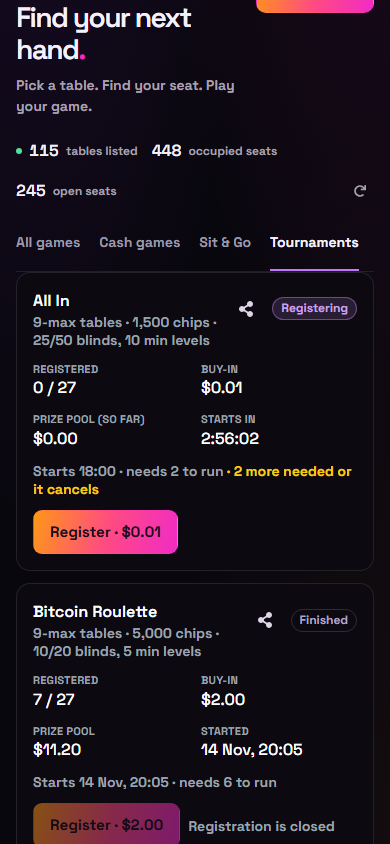 Find your next
hand.
Pick a table. Find your seat. Play
your game.
115 tables listed 448 occupied seats
245 open seats
All games Cash games Sit & Go Tournaments
All In
Registering
9-max tables · 1,500 chips ·
25/50 blinds, 10 min levels
REGISTERED BUY-IN
0 / 27 $0.01
PRIZE POOL (SO FAR) STARTS IN
$0.00 2:56:02
Starts 18:00 · needs 2 to run · 2 more needed or
it cancels
Register · $0.01
Bitcoin Roulette
Finished
9-max tables · 5,000 chips ·
10/20 blinds, 5 min levels
REGISTERED BUY-IN
7 / 27 $2.00
PRIZE POOL STARTED
$11.20 14 Nov, 20:05
Starts 14 Nov, 20:05 · needs 6 to run
Register · $2.00 Registration is closed